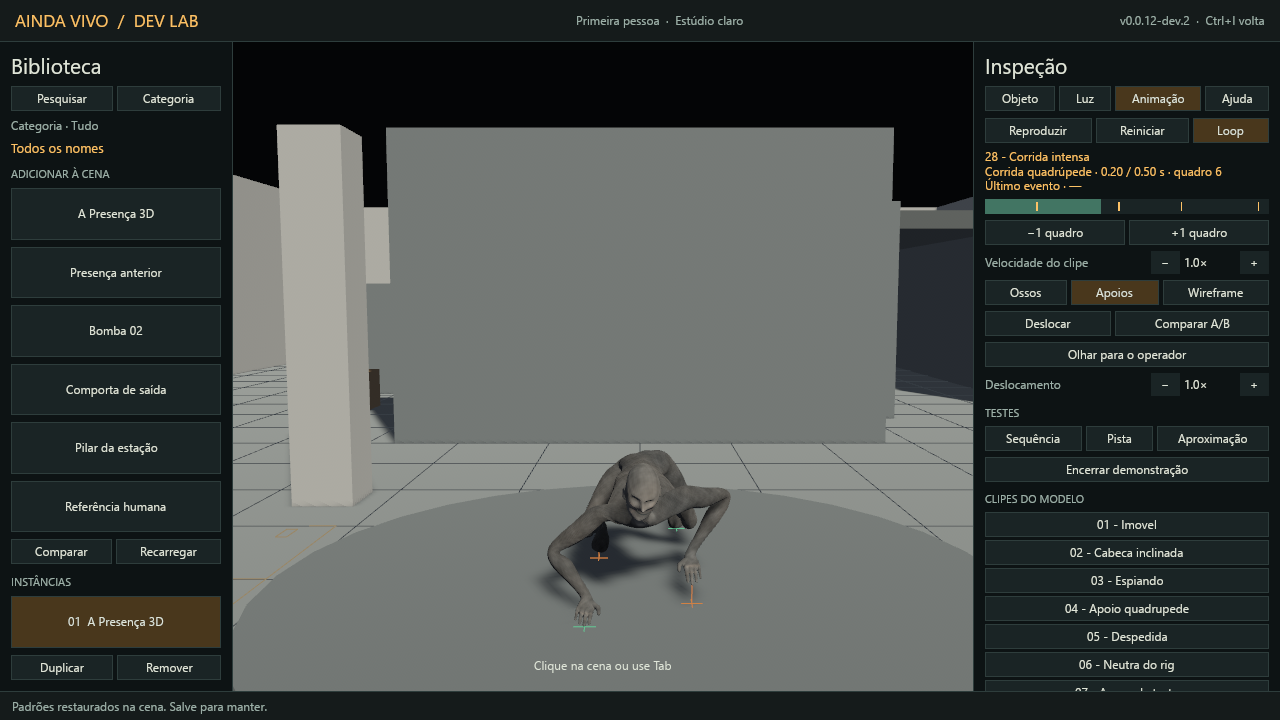 AINDA VIVO / DEV LAB
Primeira pessoa · Estúdio claro
v0.0.12-dev.2 · Ctrl+I volta
Biblioteca
Pesquisar
Categoria
Categoria · Tudo
Todos os nomes
ADICIONAR À CENA
A Presença 3D
Presença anterior
Bomba 02
Comporta de saída
Pilar da estação
Referência humana
Comparar
Recarregar
INSTÂNCIAS
01 A Presença 3D
Duplicar
Remover
Clique na cena ou use Tab
Inspeção
Objeto
Luz
Animação
Ajuda
Reproduzir
Reiniciar
Loop
28 - Corrida intensa
Corrida quadrúpede · 0.20 / 0.50 s · quadro 6
Último evento · —
−1 quadro
+1 quadro
Velocidade do clipe
−
1.0×
+
Ossos
Apoios
Wireframe
Deslocar
Comparar A/B
Olhar para o operador
Deslocamento
−
1.0×
+
TESTES
Sequência
Pista
Aproximação
Encerrar demonstração
CLIPES DO MODELO
01 - Imovel
02 - Cabeca inclinada
03 - Espiando
04 - Apoio quadrupede
05 - Despedida
06 - Neutra do rig
Padrões restaurados na cena. Salve para manter.